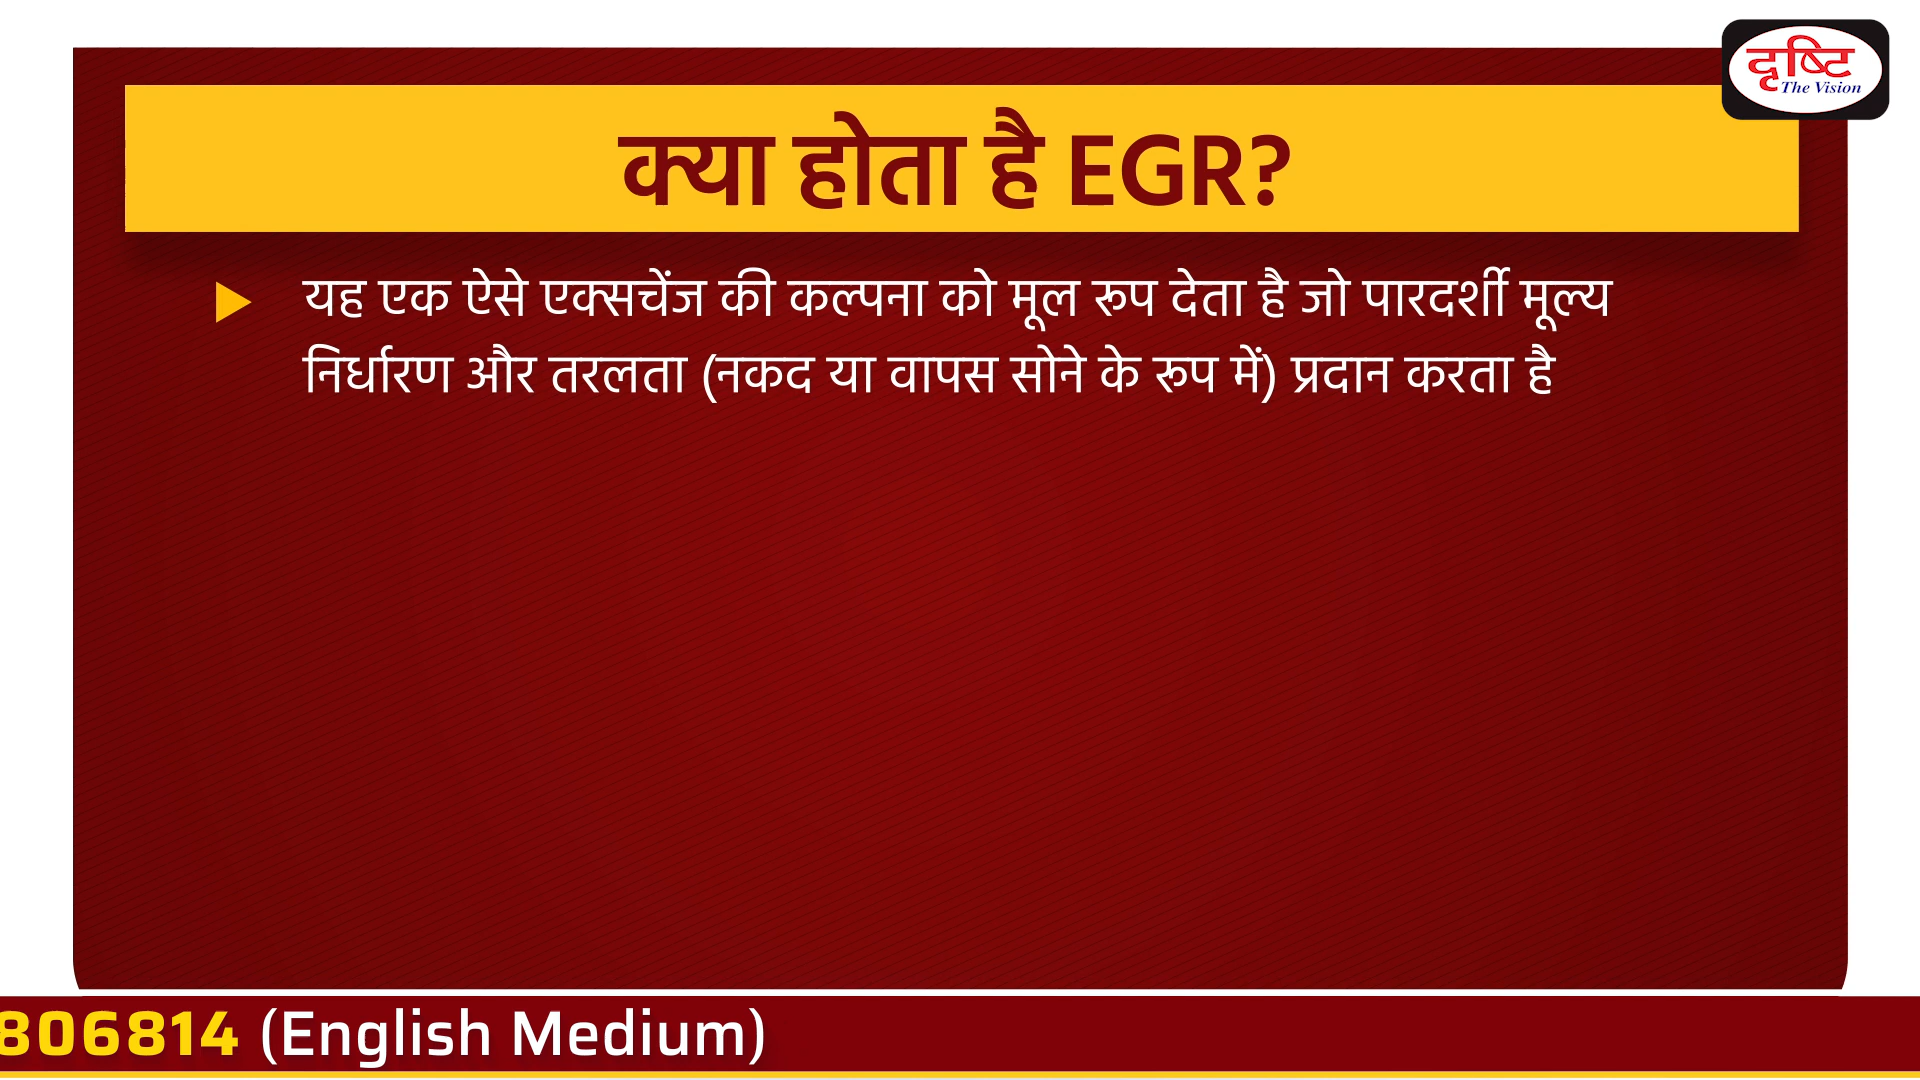 दृष्टि
The Vision
क्या होता है EGR?
यह एक ऐसे एक्सचेंज की कल्पना को मूल रूप देता है जो पारदर्शी मूल्य
निर्धारण और तरलता (नकद या वापस सोने के रूप में) प्रदान करता है
806814 (English Medium)